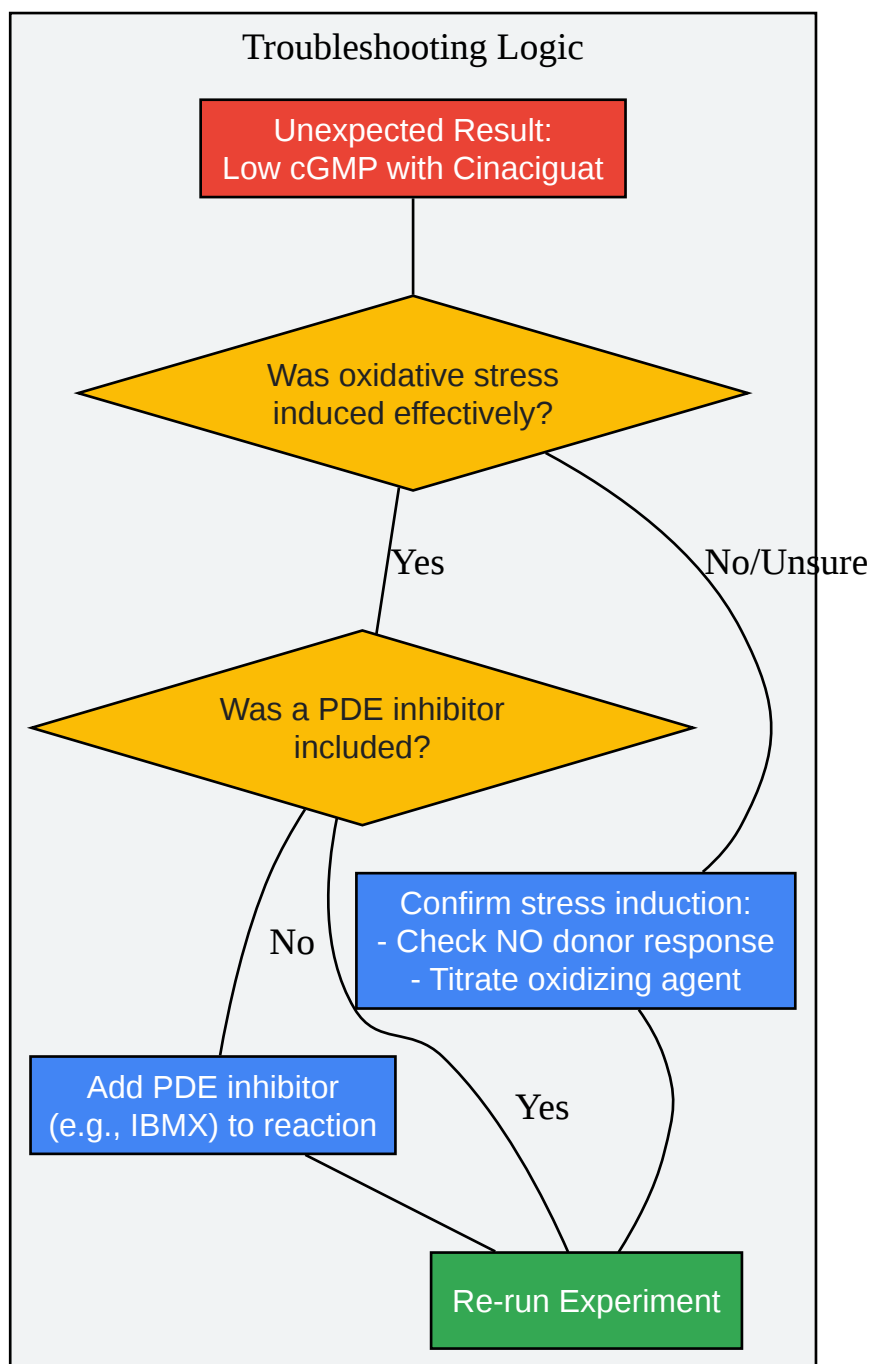 Troubleshooting Logic
Unexpected Result:
Low cGMP with Cinaciguat
Was oxidative stress
induced effectively?
Yes
No/Unsure
Was a PDE inhibitor
included?
Confirm stress induction:
- Check NO donor response
- Titrate oxidizing agent
No
Add PDE inhibitor
(e.g., IBMX) to reaction
Yes
Re-run Experiment